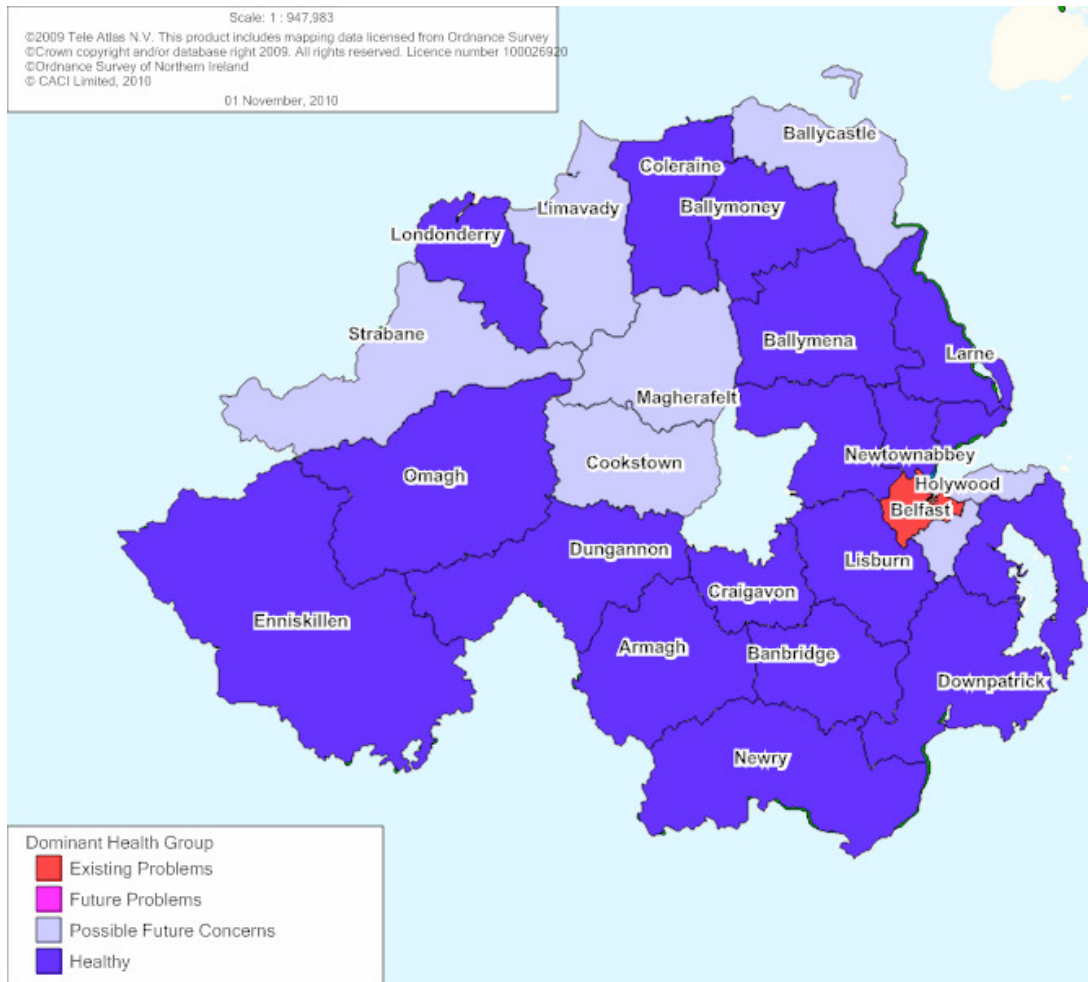 Scale: 1 : 947,983
©2009 Tele Atlas N.V. This product includes mapping data licensed from Ordnance Survey
©Crown copyright and/or database right 2009. All rights reserved. Licence number 100026920
©Ordnance Survey of Northern Ireland
© CACI Limited, 2010
01 November, 2010
Ballycastle
Coleraine
Limavady
Ballymoney
Londonderry
Strabane
Ballymena
Larne
Magherafelt
Newtownabbey
Cookstown
Omagh
Holywood
Belfast
Dungannon
Lisburn
Craigavon
Enniskillen
Armagh
Banbridge
Downpatrick
Newry
Dominant Health Group
Existing Problems
Future Problems
Possible Future Concerns
Healthy